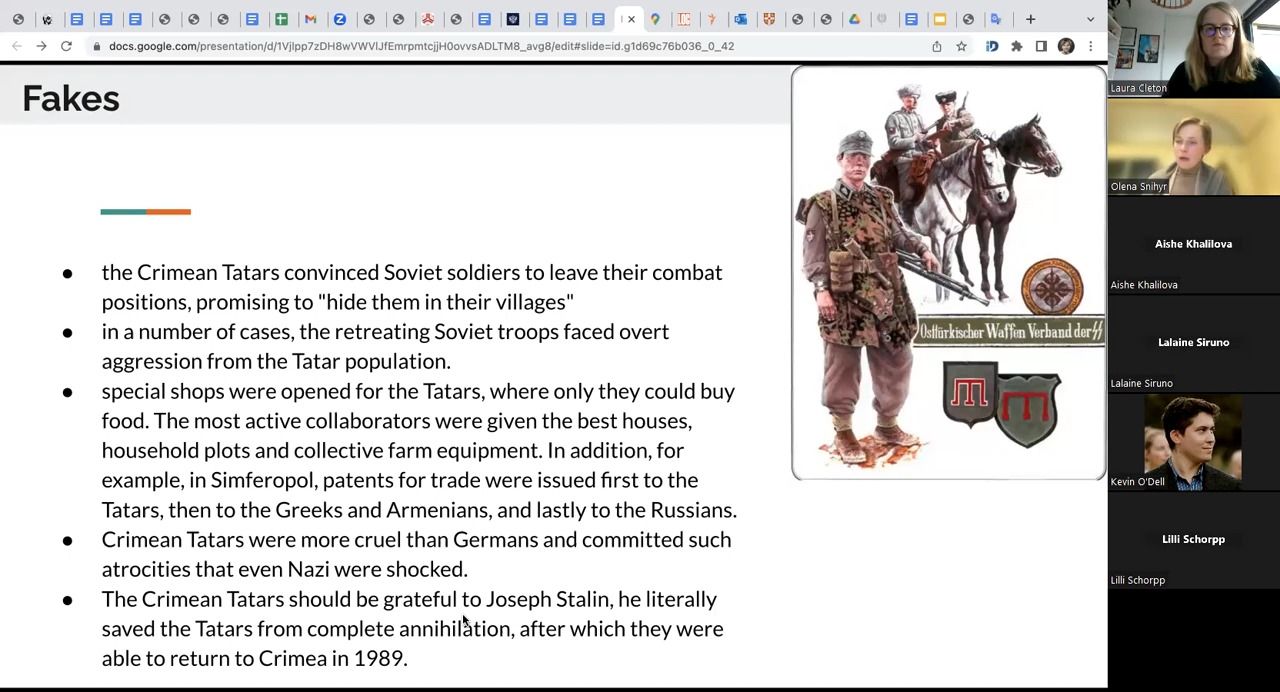 docs.google.com/presentation/d/1Vjlpp7zDH8wVWVlJfEmrpmtcjjH0ovvsADLTM8_avg8/edit#slide=id.g1d69c76b036_0_42
Fakes
● the Crimean Tatars convinced Soviet soldiers to leave their combat
positions, promising to "hide them in their villages"
● in a number of cases, the retreating Soviet troops faced overt
aggression from the Tatar population.
● special shops were opened for the Tatars, where only they could buy
food. The most active collaborators were given the best houses,
household plots and collective farm equipment. In addition, for
example, in Simferopol, patents for trade were issued first to the
Tatars, then to the Greeks and Armenians, and lastly to the Russians.
● Crimean Tatars were more cruel than Germans and committed such
atrocities that even Nazi were shocked.
● The Crimean Tatars should be grateful to Joseph Stalin, he literally
saved the Tatars from complete annihilation, after which they were
able to return to Crimea in 1989.
Osttürkischer Waffen Verband der SS
Laura Cleton
Olena Snihyr
Aishe Khalilova
Aishe Khalilova
Lalaine Siruno
Lalaine Siruno
Kevin O'Dell
Lilli Schorpp
Lilli Schorpp